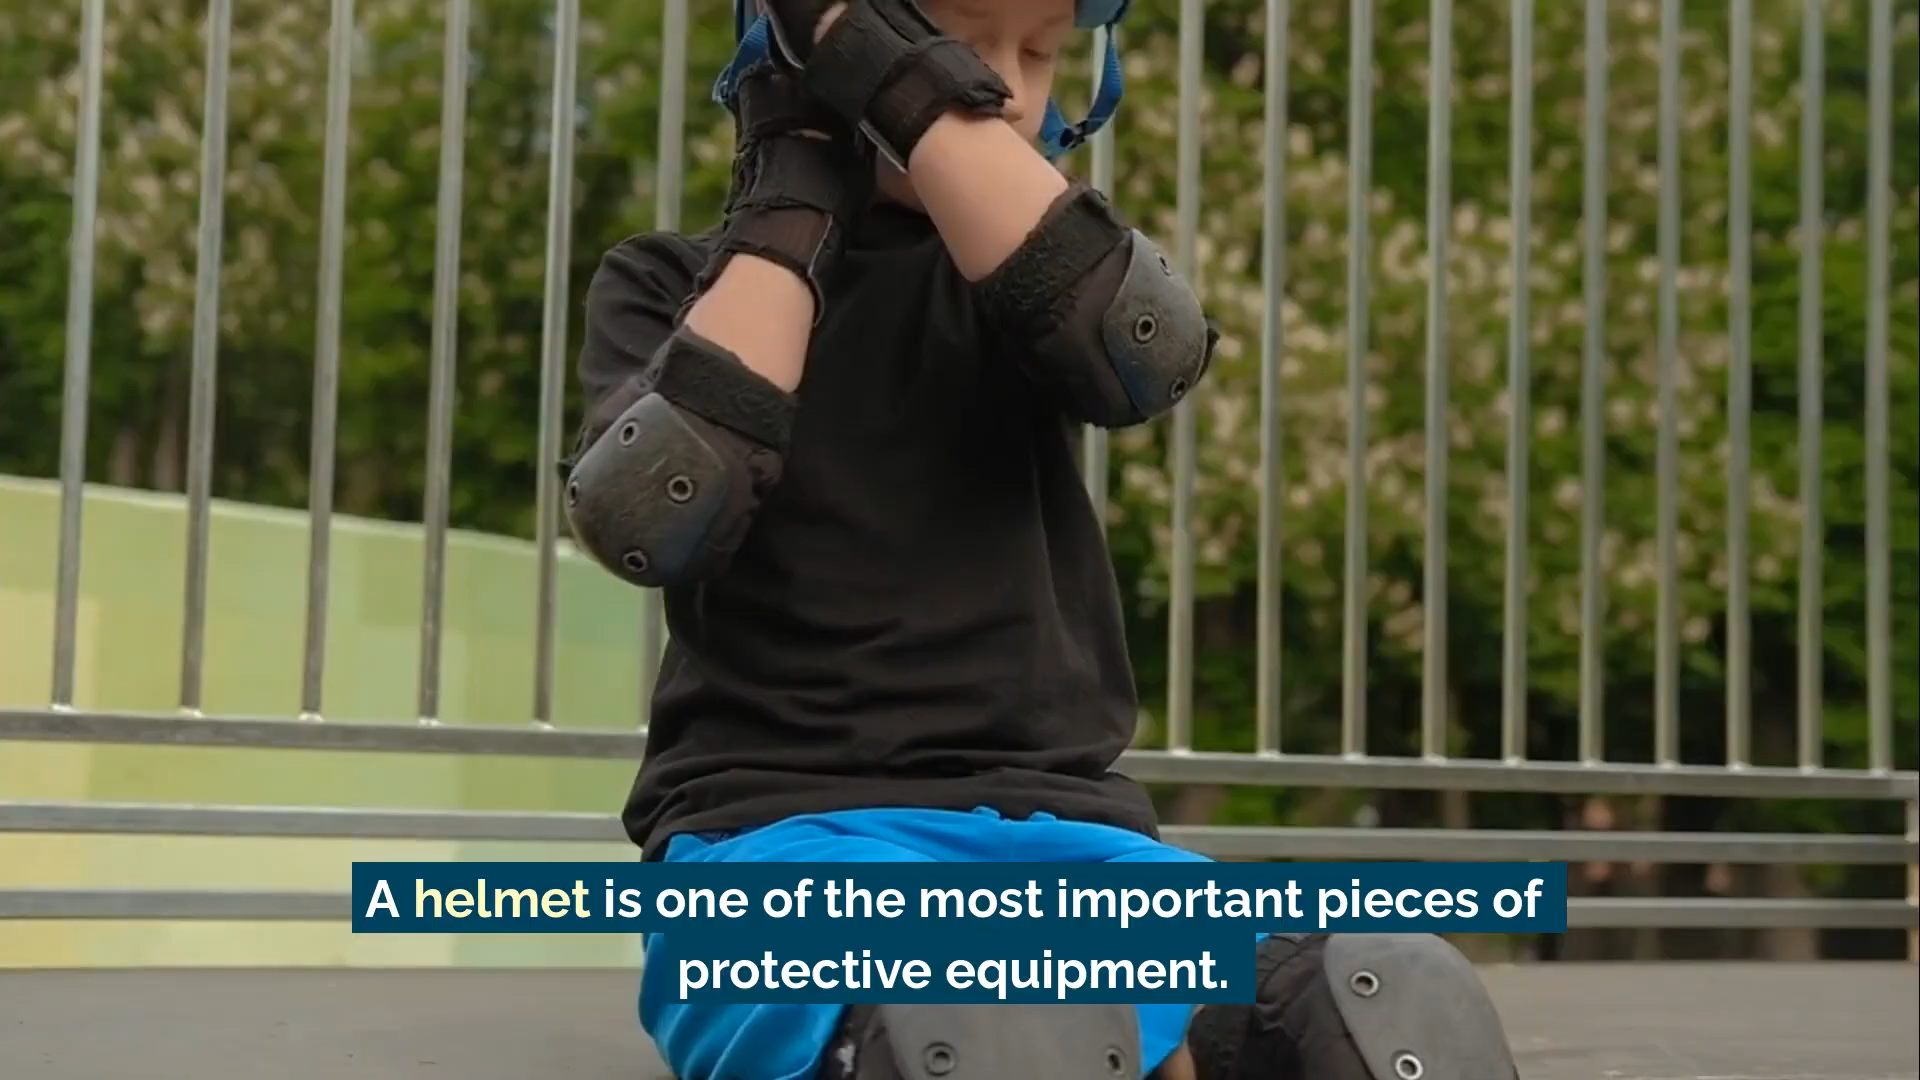 A helmet is one of the most important pieces of
protective equipment.